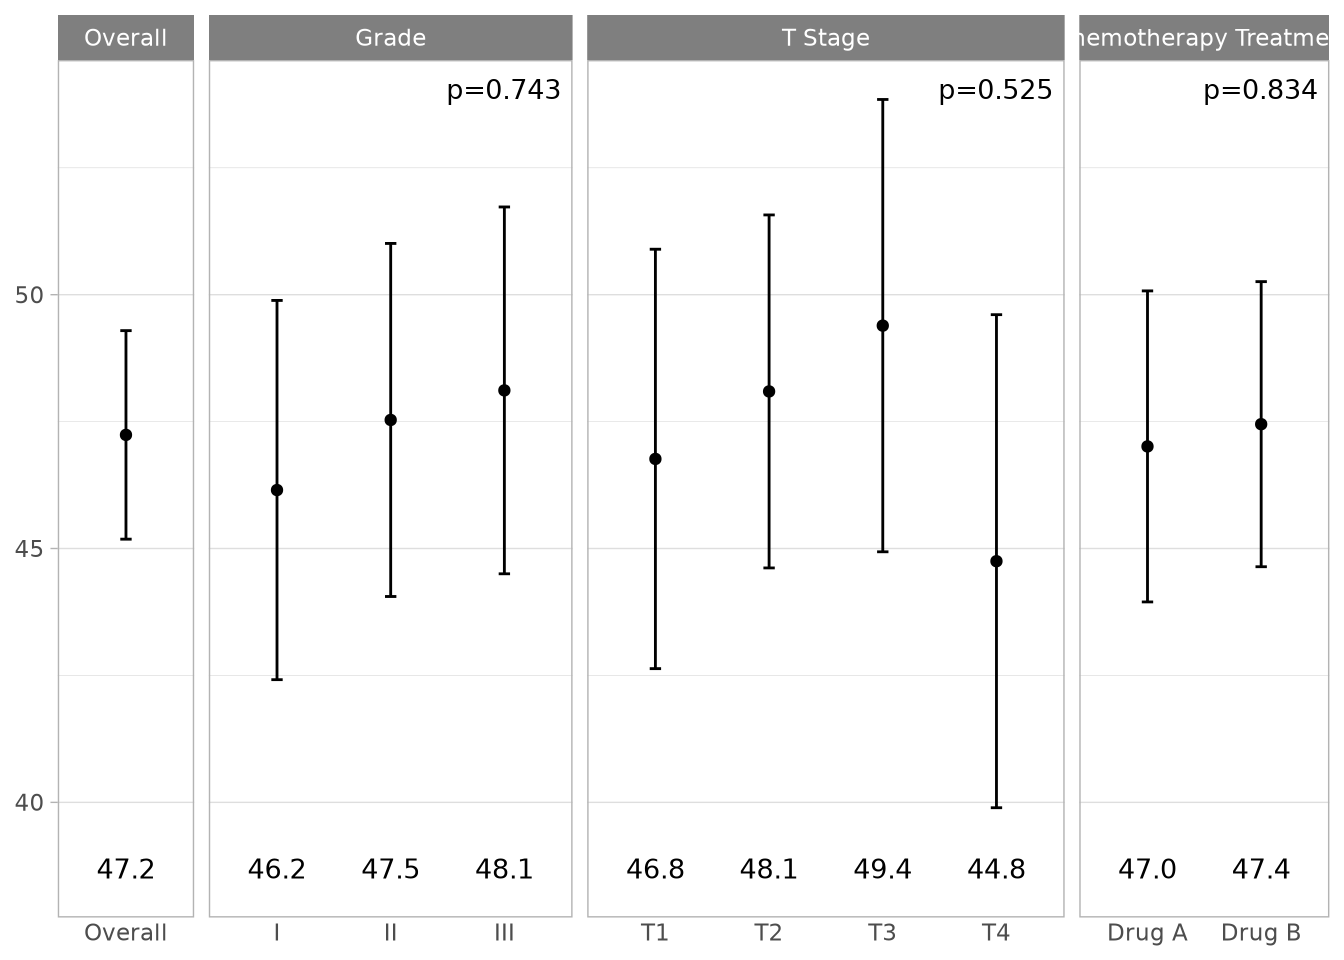 Overall Grade T Stage hemotherapy Treatme
p=0.743 p=0.525 p=0.834
50
45
40
47.2 46.2 47.5 48.1 46.8 48.1 49.4 44.8 47.0 47.4
Overall I II III T1 T2 T3 T4 Drug A Drug B